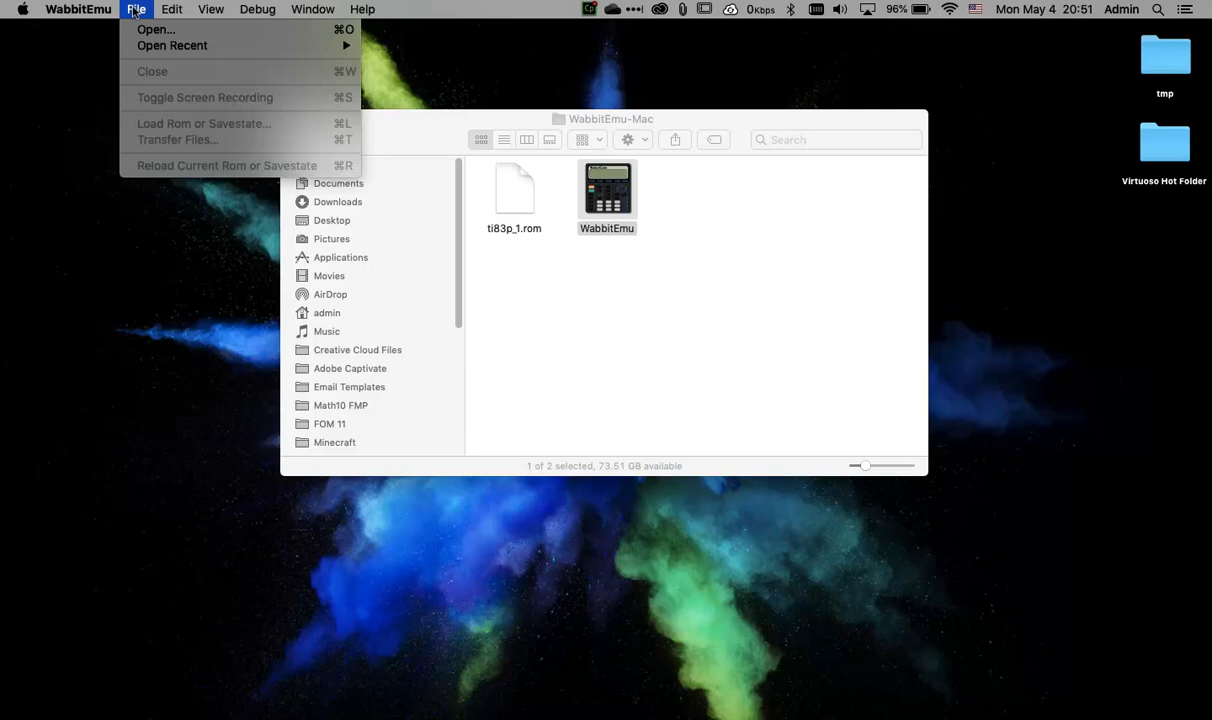 WabbitEmu File Edit View Debug Window Help 0Kbps 96% Mon May 4 20:51 Admin
Open... ⌘O
Open Recent ▶
Close ⌘W
Toggle Screen Recording ⌘S
Load Rom or Savestate... ⌘L
Transfer Files... ⌘T
Reload Current Rom or Savestate ⌘R
WabbitEmu-Mac
Search
Documents
Downloads
Desktop
Pictures
Applications
Movies
AirDrop
admin
Music
Creative Cloud Files
Adobe Captivate
Email Templates
Math10 FMP
FOM 11
Minecraft
ti83p_1.rom
WabbitEmu
1 of 2 selected, 73.51 GB available
tmp
Virtuoso Hot Folder